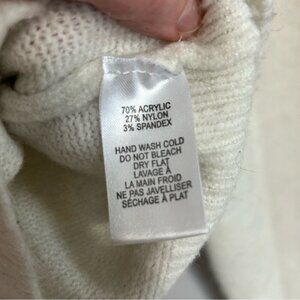 70% ACRYLIC
27% NYLON
3% SPANDEX
HAND WASH COLD
DO NOT BLEACH
DRY FLAT
LAVAGE À
LA MAIN FROID
NE PAS JAVELLISER
SÉCHAGE À PLAT